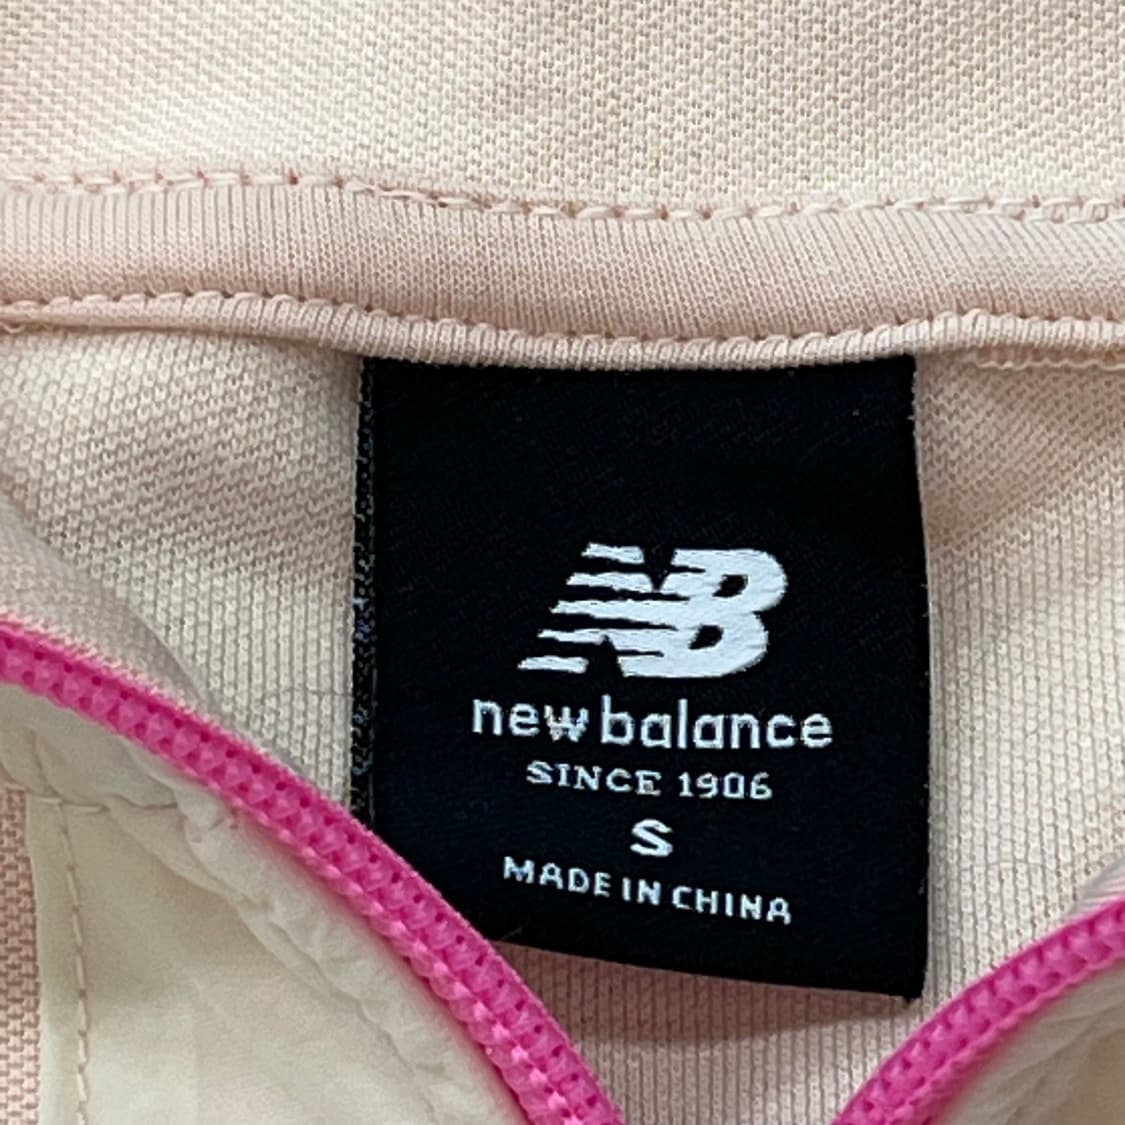 NB
new balance
SINCE 1906
S
MADE IN CHINA